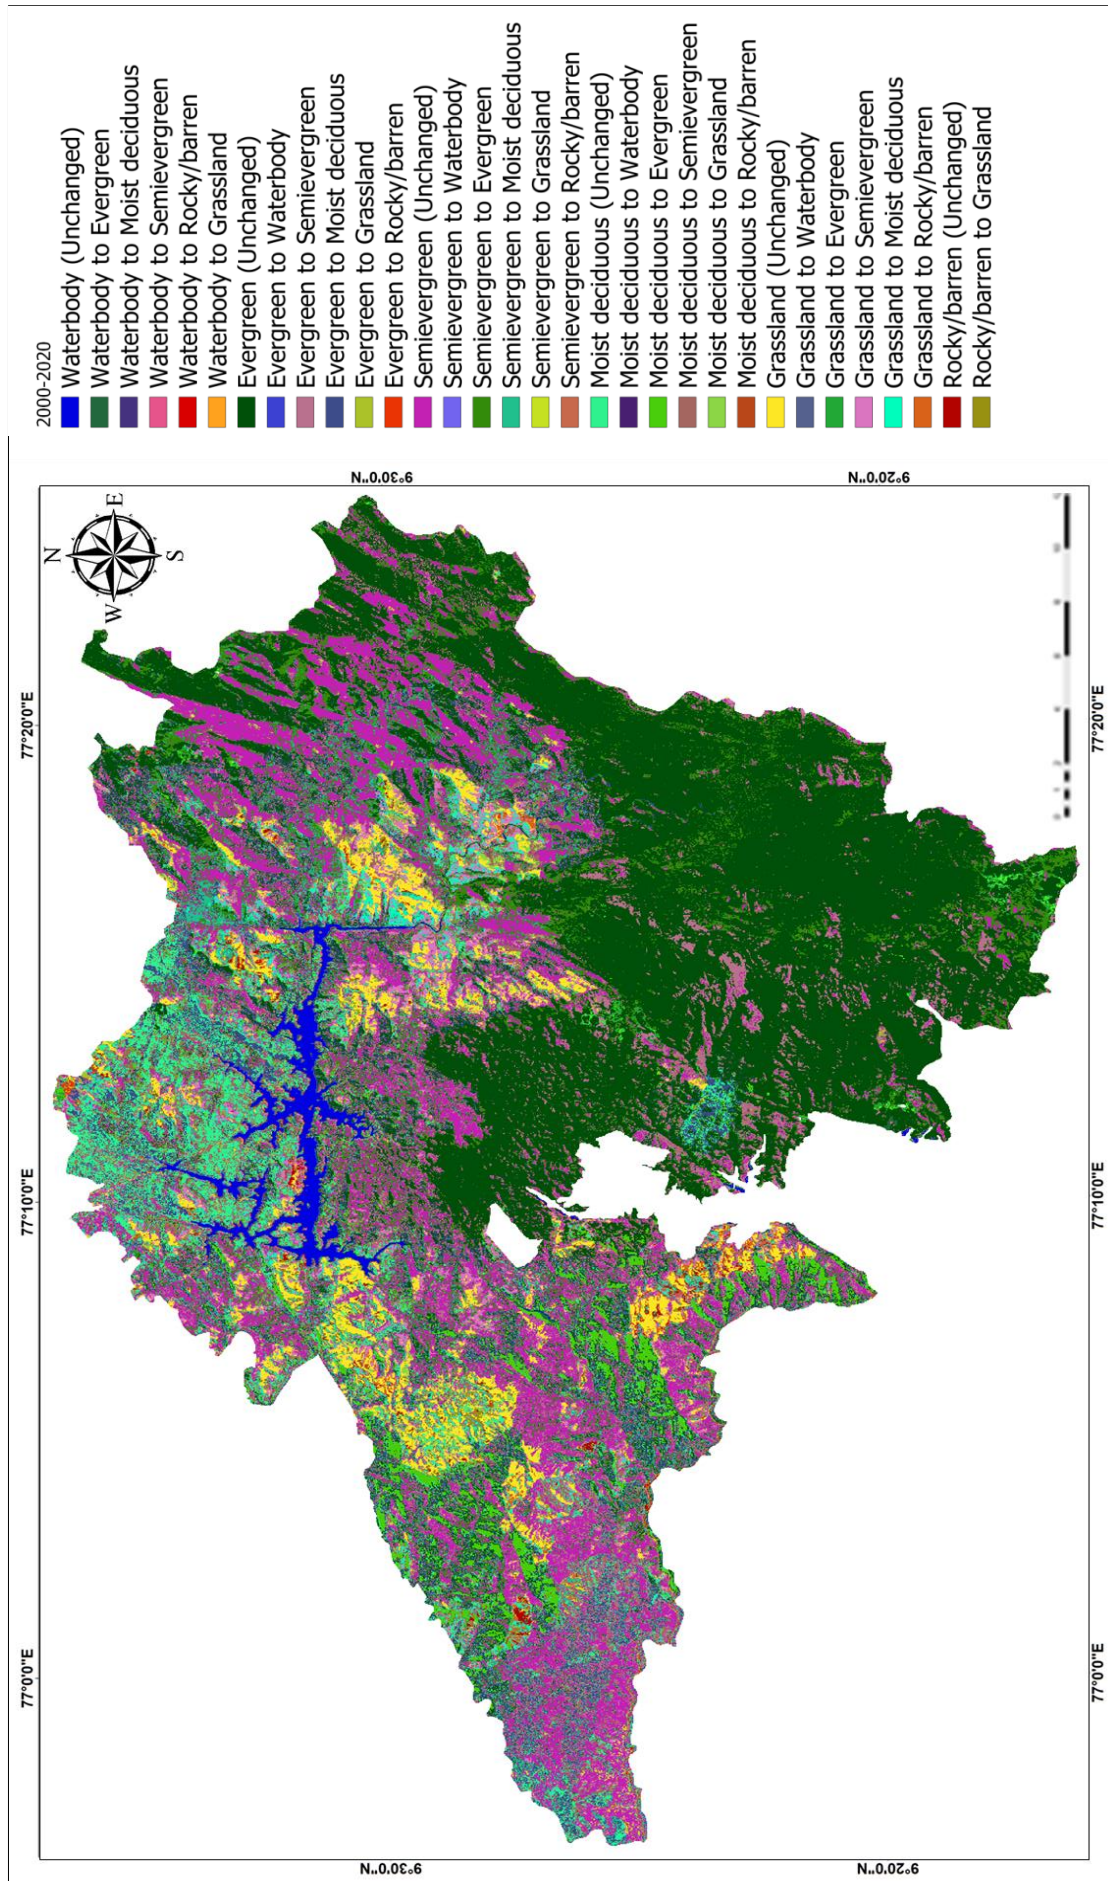 2000-2020
Waterbody (Unchanged)
Waterbody to Evergreen
Waterbody to Moist deciduous
Waterbody to Semievergreen
Waterbody to Rocky/barren
Waterbody to Grassland
Evergreen (Unchanged)
Evergreen to Waterbody
Evergreen to Semievergreen
Evergreen to Moist deciduous
Evergreen to Grassland
Evergreen to Rocky/barren
Semievergreen (Unchanged)
Semievergreen to Waterbody
Semievergreen to Evergreen
Semievergreen to Moist deciduous
Semievergreen to Grassland
Semievergreen to Rocky/barren
Moist deciduous (Unchanged)
Moist deciduous to Waterbody
Moist deciduous to Evergreen
Moist deciduous to Semievergreen
Moist deciduous to Grassland
Moist deciduous to Rocky/barren
Grassland (Unchanged)
Grassland to Waterbody
Grassland to Evergreen
Grassland to Semievergreen
Grassland to Moist deciduous
Grassland to Rocky/barren
Rocky/barren (Unchanged)
Rocky/barren to Grassland
77°0'0"E
77°10'0"E
77°20'0"E
N
W
E
S
9°30'0"N
9°30'0"N
9°20'0"N
9°20'0"N
77°0'0"E
77°10'0"E
77°20'0"E